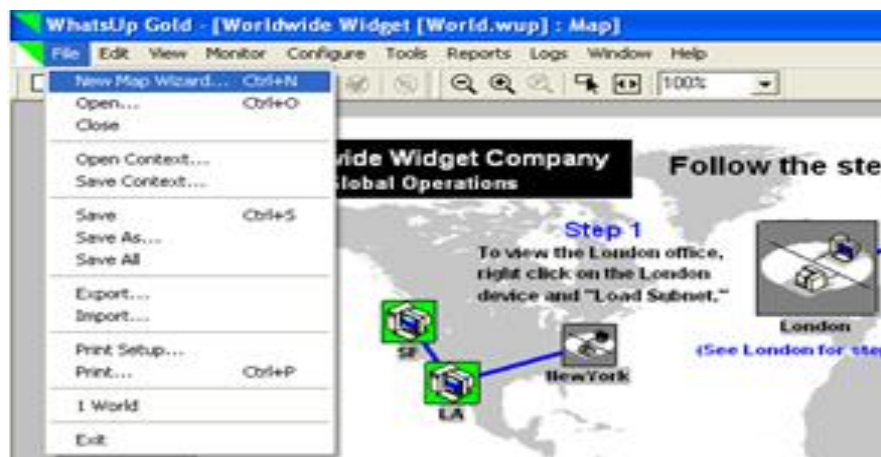 WhatsUp Gold - [Worldwide Widget [World.wup] : Map]
File Edit View Monitor Configure Tools Reports Logs Window Help
100%
New Map Wizard... Ctrl+N
Open... Ctrl+O
Close
Open Context...
Save Context...
Save Ctrl+S
Save As...
Save All
Export...
Import...
Print Setup...
Print... Ctrl+P
1 World
Exit
wide Widget Company
Global Operations
Follow the ste
Step 1
To view the London office,
right click on the London
device and "Load Subnet."
London
(See London for step
SF
NewYork
LA